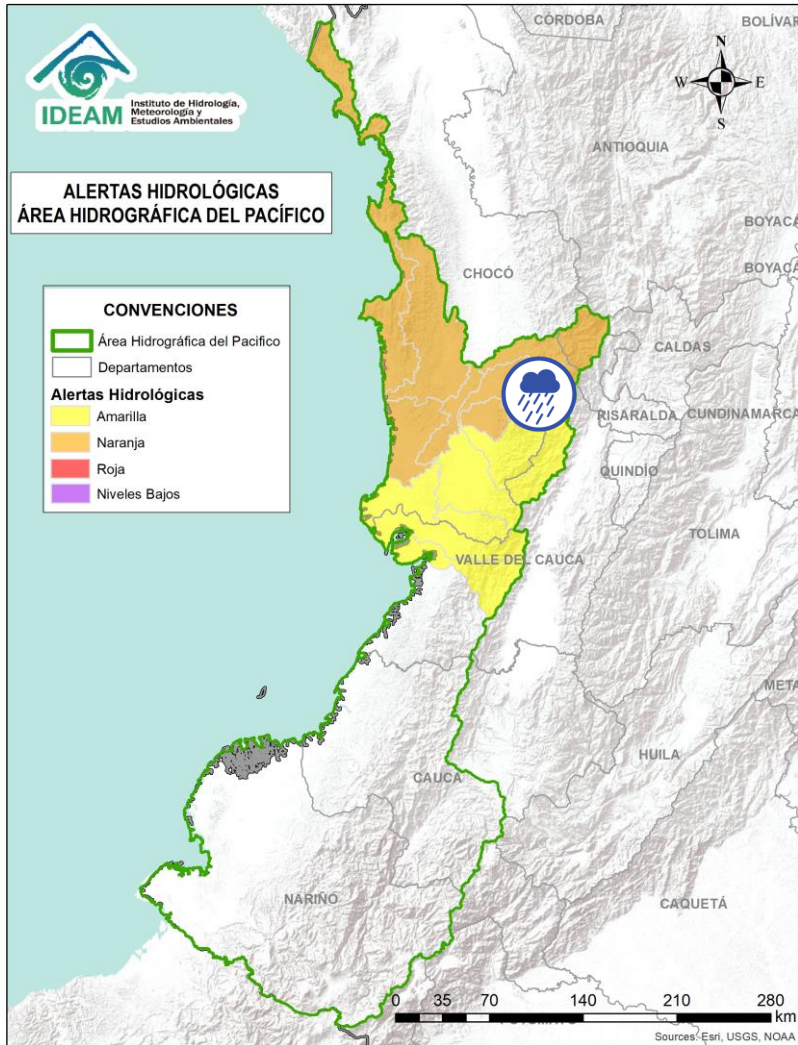 IDEAM
Instituto de Hidrología,
Meteorología y
Estudios Ambientales
ALERTAS HIDROLÓGICAS
ÁREA HIDROGRÁFICA DEL PACÍFICO
CONVENCIONES
Área Hidrográfica del Pacifico
Departamentos
Alertas Hidrológicas
Amarilla
Naranja
Roja
Niveles Bajos
N
W
E
S
CÓRDOBA
BOLÍVAR
ANTIOQUIA
BOYACÁ
BOYACÁ
CHOCÓ
CALDAS
RISARALDA
CUNDINAMARCA
QUINDÍO
TOLIMA
VALLE DEL CAUCA
META
HUILA
CAUCA
NARIÑO
CAQUETÁ
0 35 70 140 210 280
km
Sources: Esri, USGS, NOAA